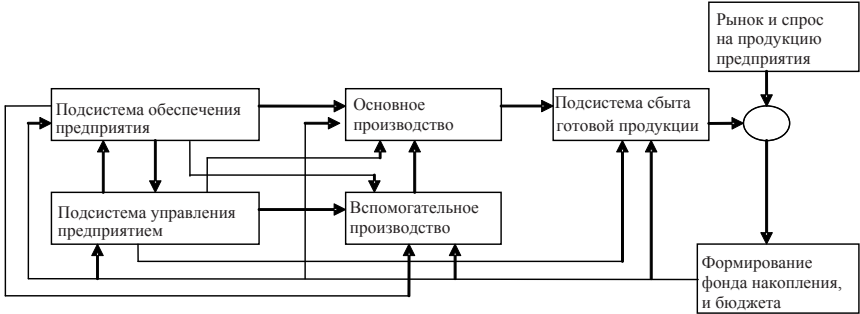 Рынок и спрос
на продукцию
предприятия
Подсистема обеспечения
предприятия
Основное
производство
Подсистема сбыта
готовой продукции
Подсистема управления
предприятием
Вспомогательное
производство
Формирование
фонда накопления,
и бюджета